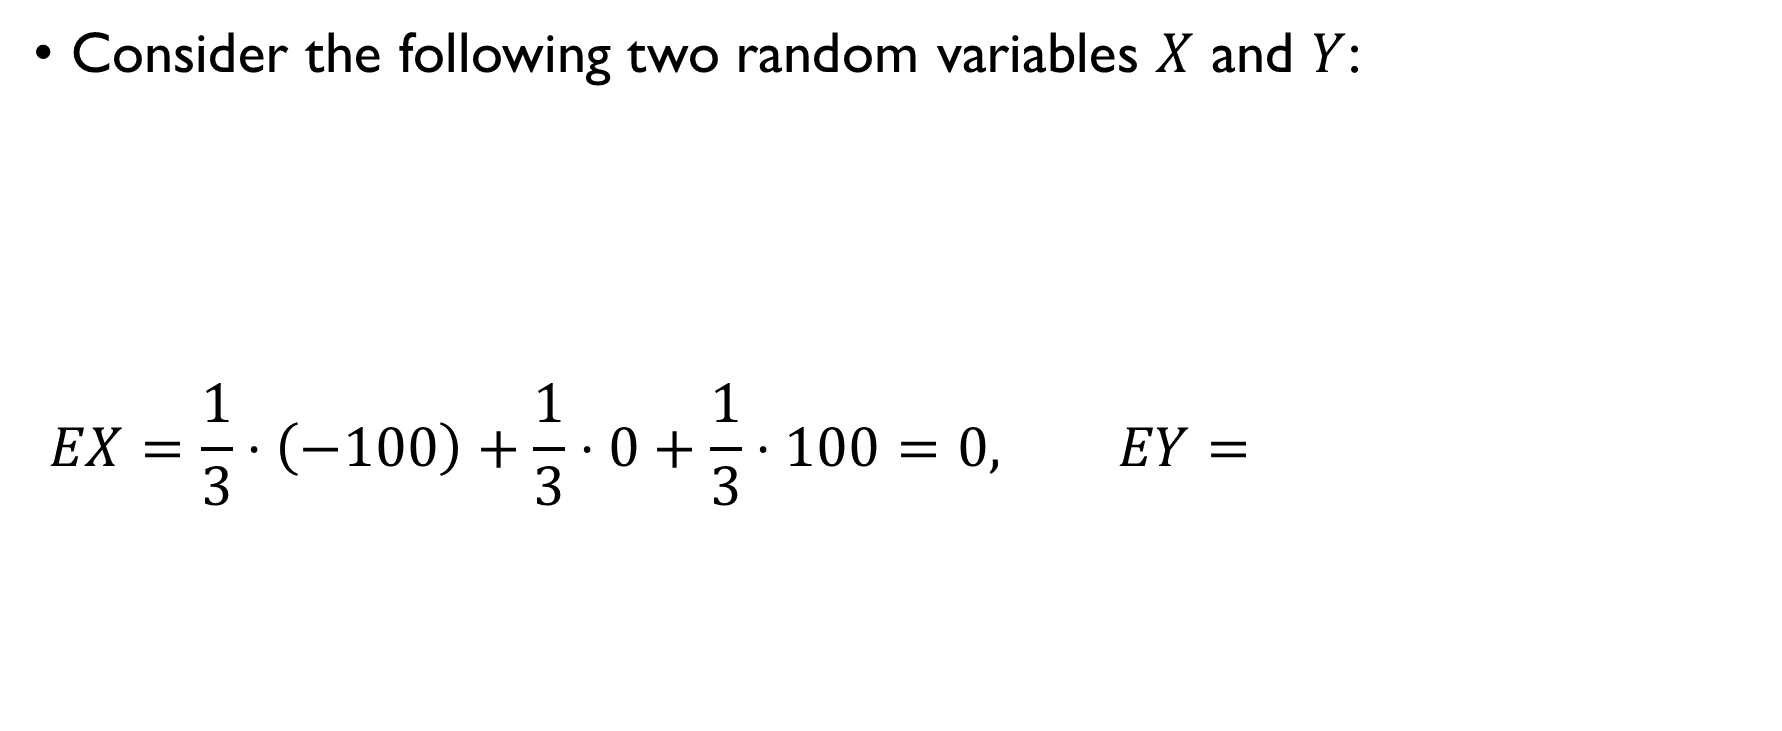 • Consider the following two random variables X and Y:
EX = 1/3 · (−100) + 1/3 · 0 + 1/3 · 100 = 0, EY =